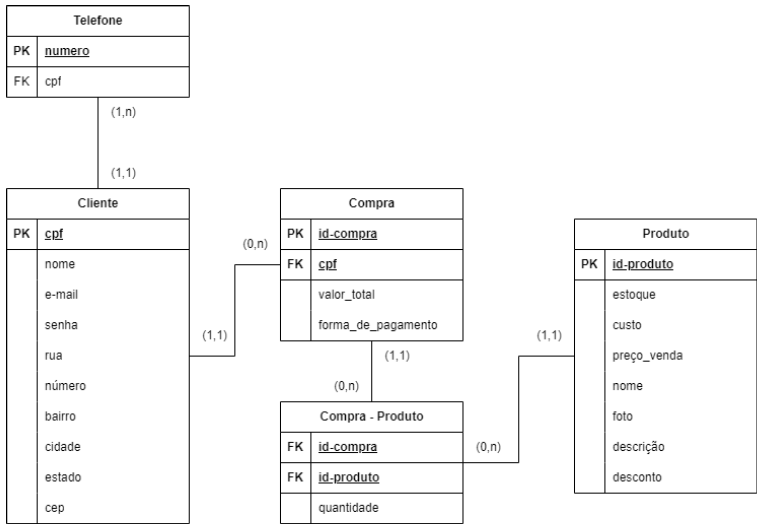 Telefone
PK numero
FK cpf
(1,n)
(1,1)
Cliente
PK cpf
nome
e-mail
senha
rua
número
bairro
cidade
estado
cep
(0,n)
(1,1)
Compra
PK id-compra
FK cpf
valor_total
forma_de_pagamento
(1,1)
(0,n)
Compra - Produto
FK id-compra
FK id-produto
quantidade
(0,n)
(1,1)
Produto
PK id-produto
estoque
custo
preço_venda
nome
foto
descrição
desconto